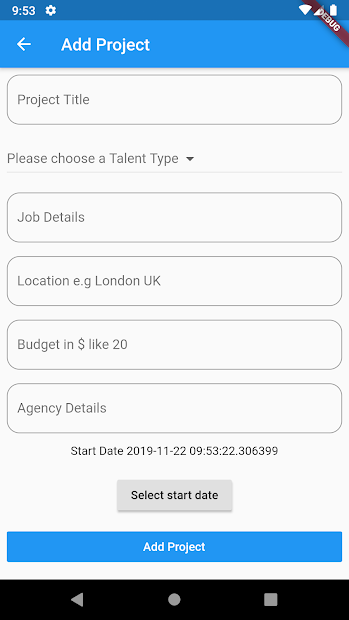 9:53
DEBUG
Add Project
Project Title
Please choose a Talent Type
Job Details
Location e.g London UK
Budget in $ like 20
Agency Details
Start Date 2019-11-22 09:53:22.306399
Select start date
Add Project